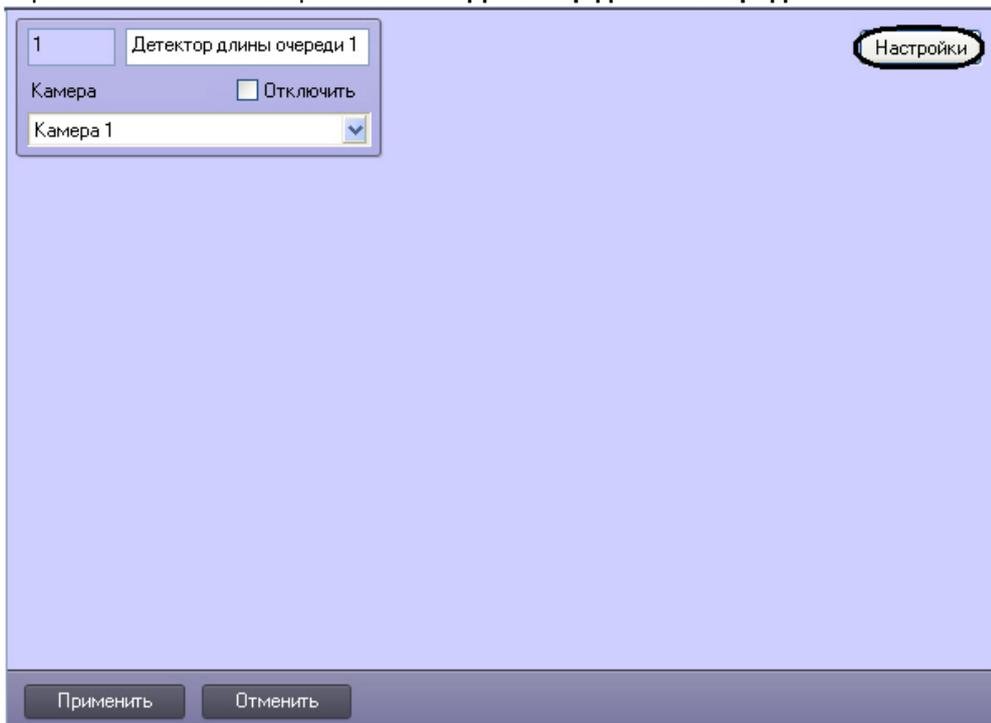 1
Детектор длины очереди 1
Настройки
Камера
Отключить
Камера 1
Применить
Отменить